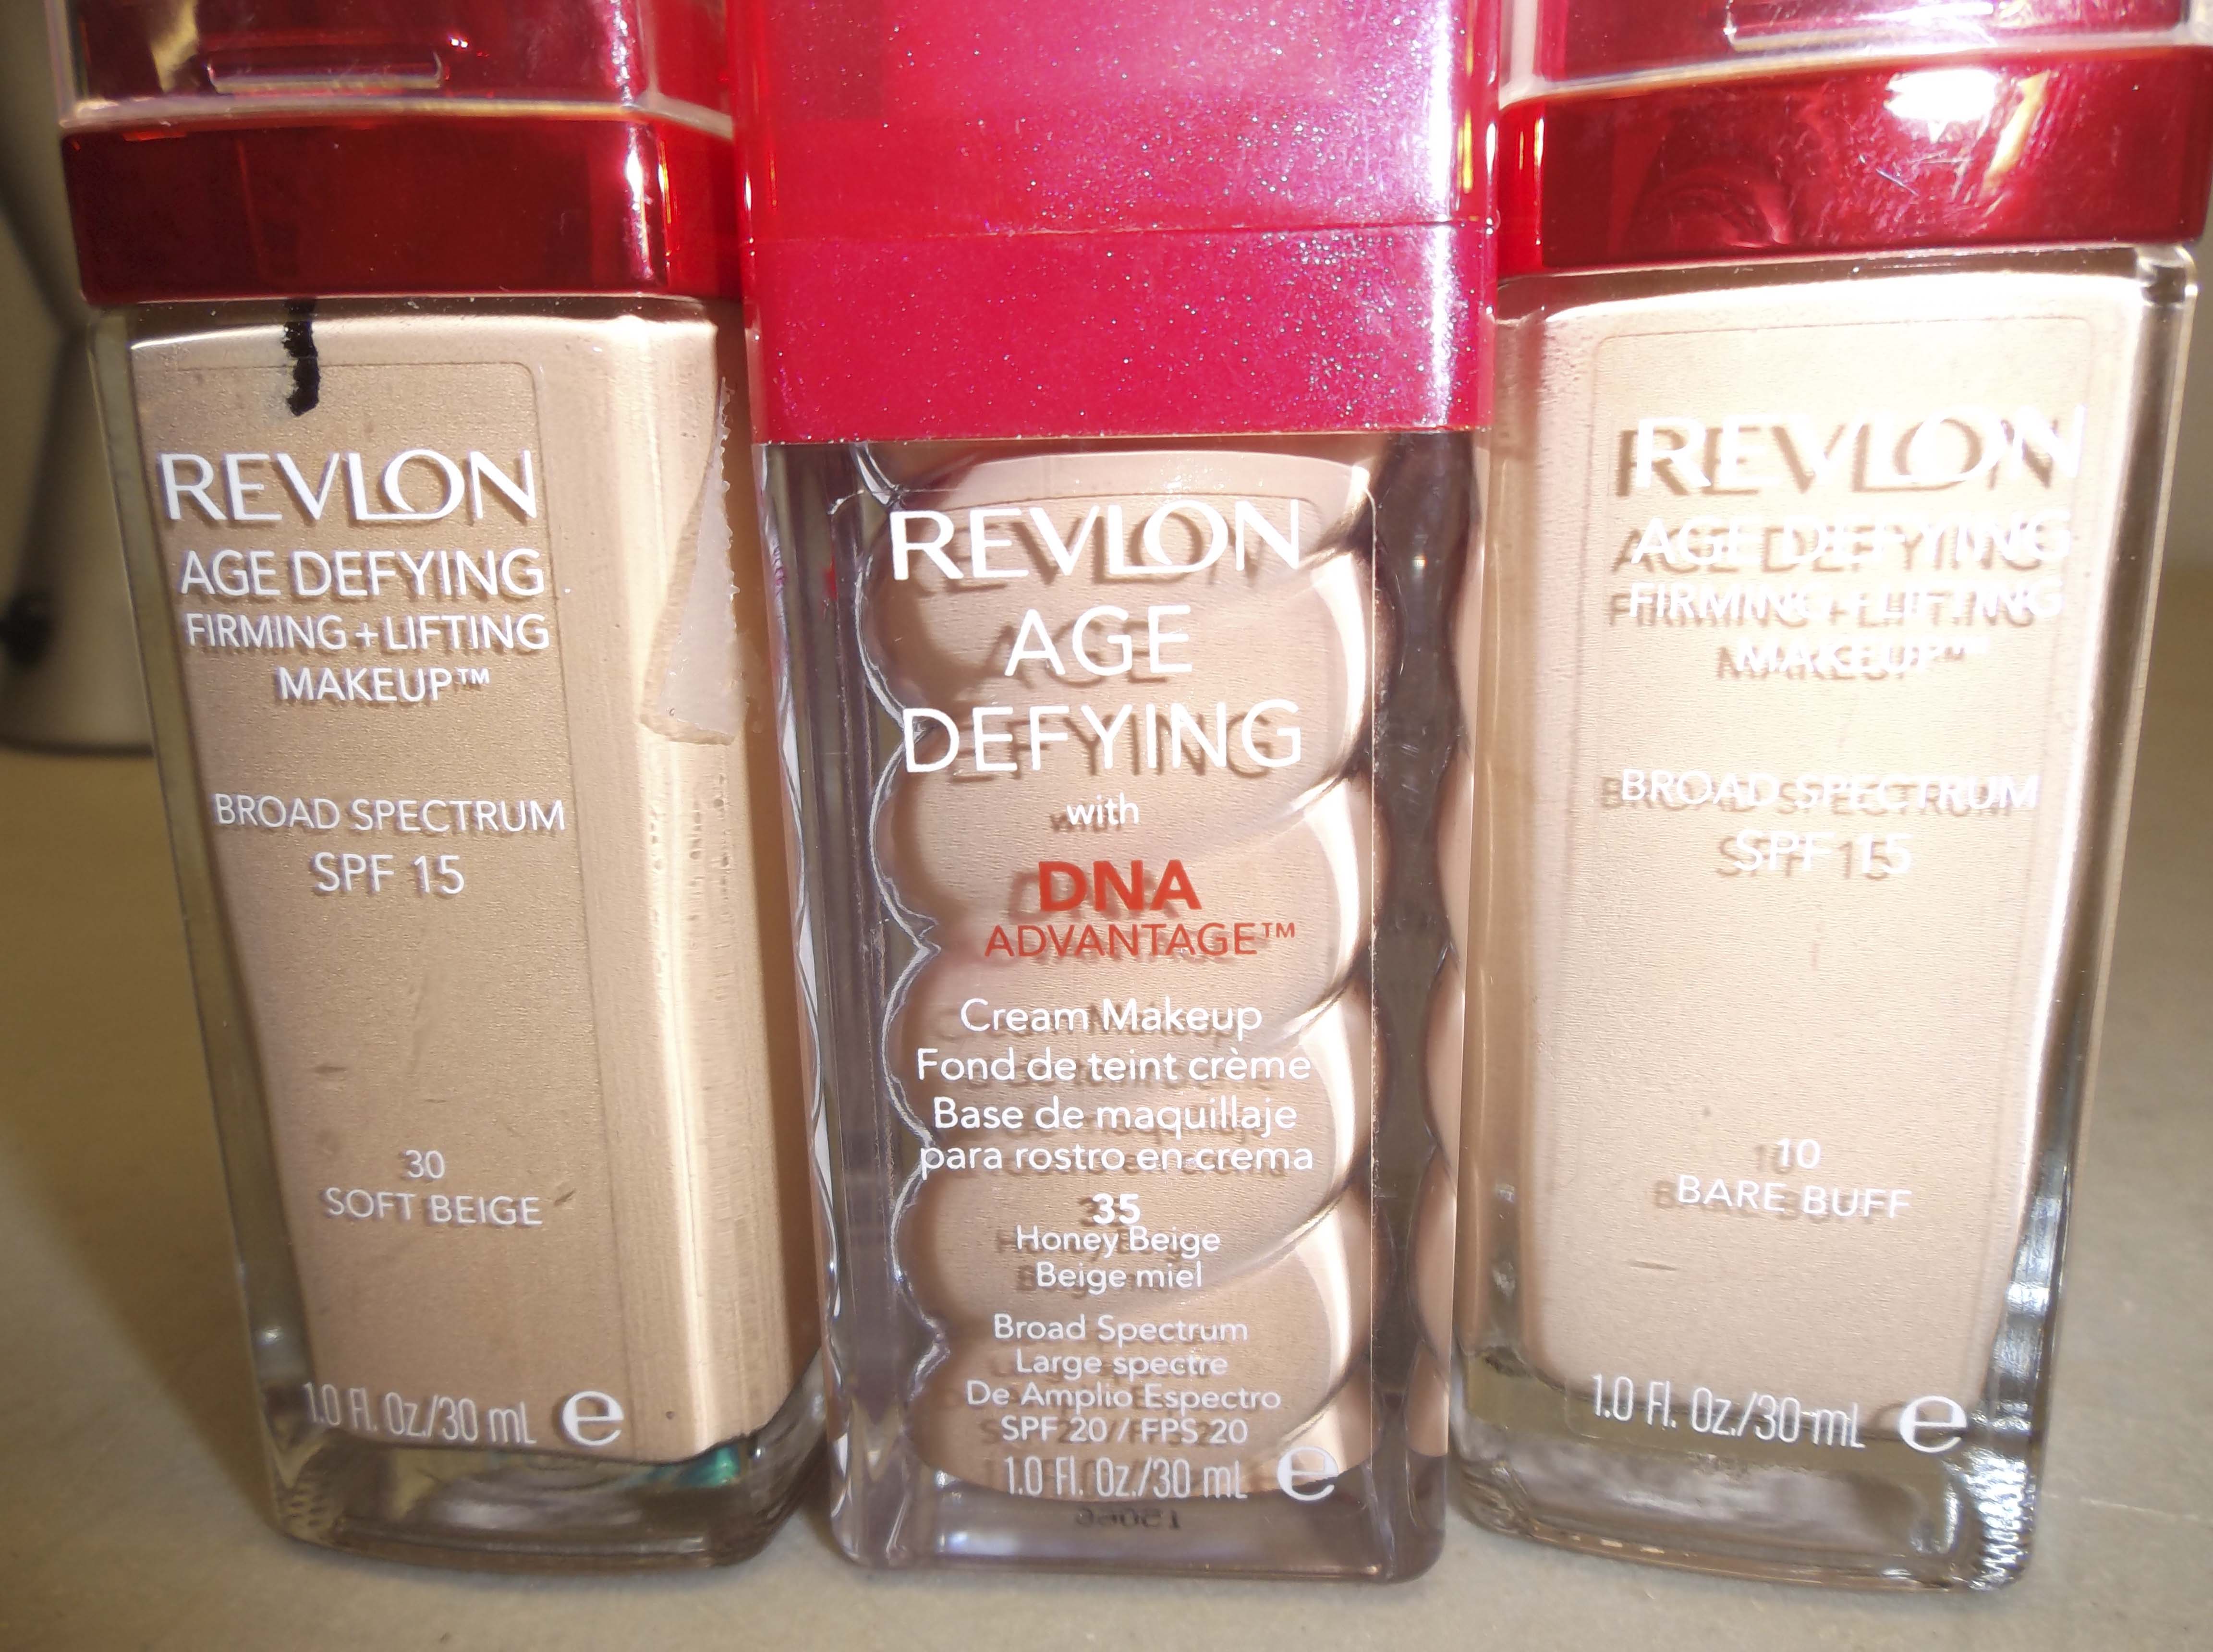 REVLON
AGE DEFYING
FIRMING + LIFTING
MAKEUP™
BROAD SPECTRUM
SPF 15
30
SOFT BEIGE
1.0 Fl. Oz./30 mL e
REVLON
AGE
DEFYING
with
DNA
ADVANTAGE™
Cream Makeup
Fond de teint crème
Base de maquillaje
para rostro en crema
35
Honey Beige
Beige miel
Broad Spectrum
Large spectre
De Amplio Espectro
SPF 20 / FPS 20
1.0 Fl. Oz./30 mL e
REVLON
AGE DEFYING
FIRMING + LIFTING
MAKEUP™
BROAD SPECTRUM
SPF 15
10
BARE BUFF
1.0 Fl. Oz./30 mL e